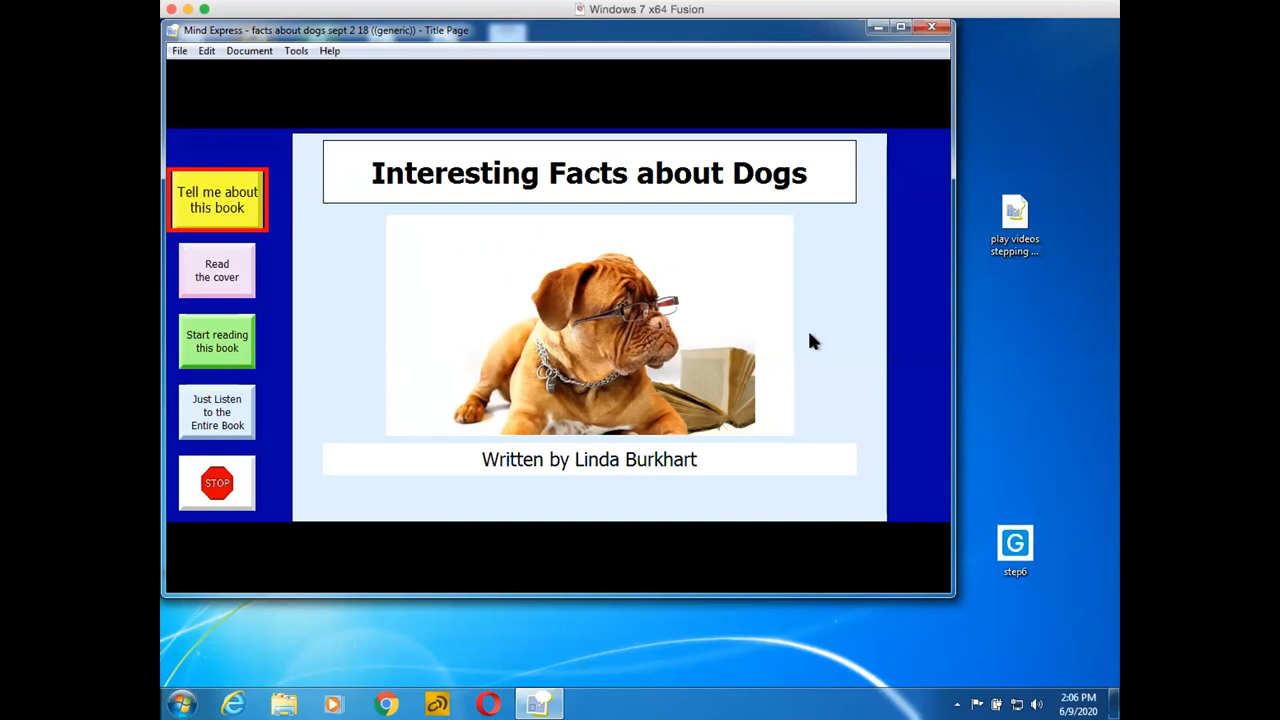 Windows 7 x64 Fusion
Mind Express - facts about dogs sept 2 18 ((generic)) - Title Page
File Edit Document Tools Help
Interesting Facts about Dogs
Tell me about
this book
Read
the cover
Start reading
this book
Just Listen
to the
Entire Book
STOP
Written by Linda Burkhart
play videos
stepping ...
G
step6
2:06 PM
6/9/2020